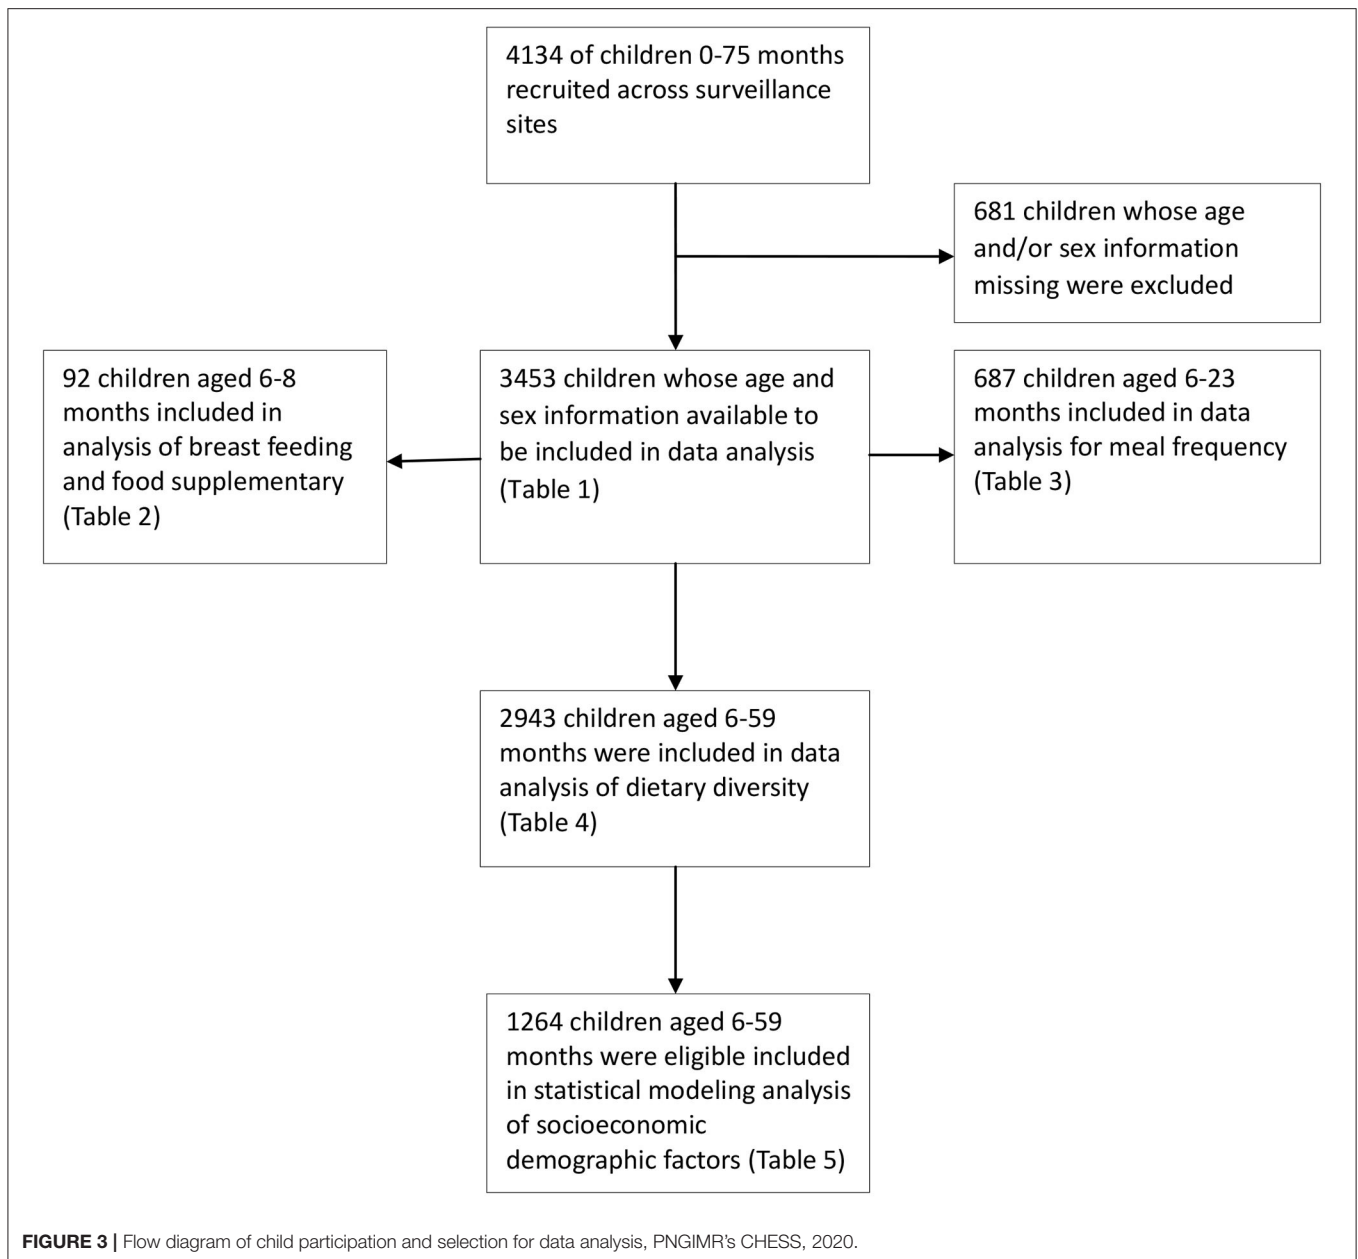 4134 of children 0-75 months
recruited across surveillance
sites
681 children whose age
and/or sex information
missing were excluded
92 children aged 6-8
months included in
analysis of breast feeding
and food supplementary
(Table 2)
3453 children whose age and
sex information available to
be included in data analysis
(Table 1)
687 children aged 6-23
months included in data
analysis for meal frequency
(Table 3)
2943 children aged 6-59
months were included in data
analysis of dietary diversity
(Table 4)
1264 children aged 6-59
months were eligible included
in statistical modeling analysis
of socioeconomic
demographic factors (Table 5)
FIGURE 3 | Flow diagram of child participation and selection for data analysis, PNGIMR's CHESS, 2020.